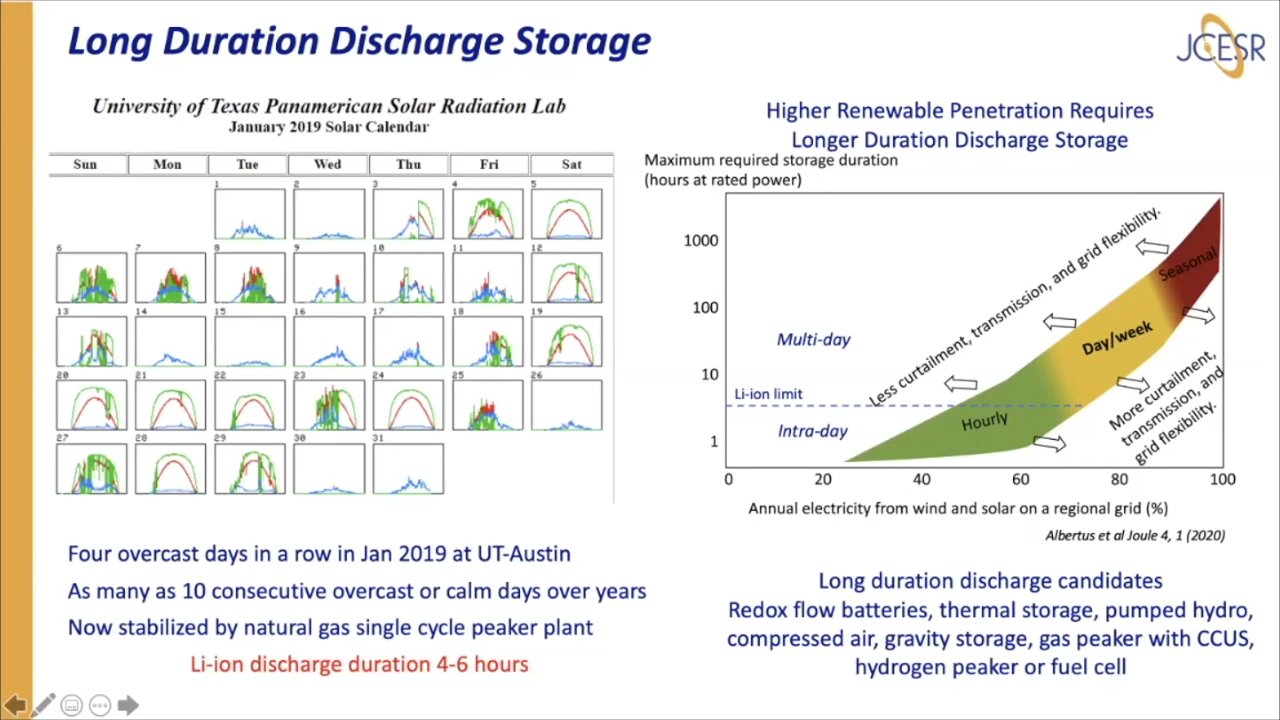 Long Duration Discharge Storage
JCESR
University of Texas Panamerican Solar Radiation Lab
January 2019 Solar Calendar
Sun Mon Tue Wed Thu Fri Sat
1 2 3 4 5
6 7 8 9 10 11 12
13 14 15 16 17 18 19
20 21 22 23 24 25 26
27 28 29 30 31
Four overcast days in a row in Jan 2019 at UT-Austin
As many as 10 consecutive overcast or calm days over years
Now stabilized by natural gas single cycle peaker plant
Li-ion discharge duration 4-6 hours
Higher Renewable Penetration Requires
Longer Duration Discharge Storage
Maximum required storage duration
(hours at rated power)
1000
100
10
1
Multi-day
Li-ion limit
Intra-day
Less curtailment, transmission, and grid flexibility.
Seasonal
Day/week
Hourly
More curtailment,
transmission, and
grid flexibility.
0 20 40 60 80 100
Annual electricity from wind and solar on a regional grid (%)
Albertus et al Joule 4, 1 (2020)
Long duration discharge candidates
Redox flow batteries, thermal storage, pumped hydro,
compressed air, gravity storage, gas peaker with CCUS,
hydrogen peaker or fuel cell